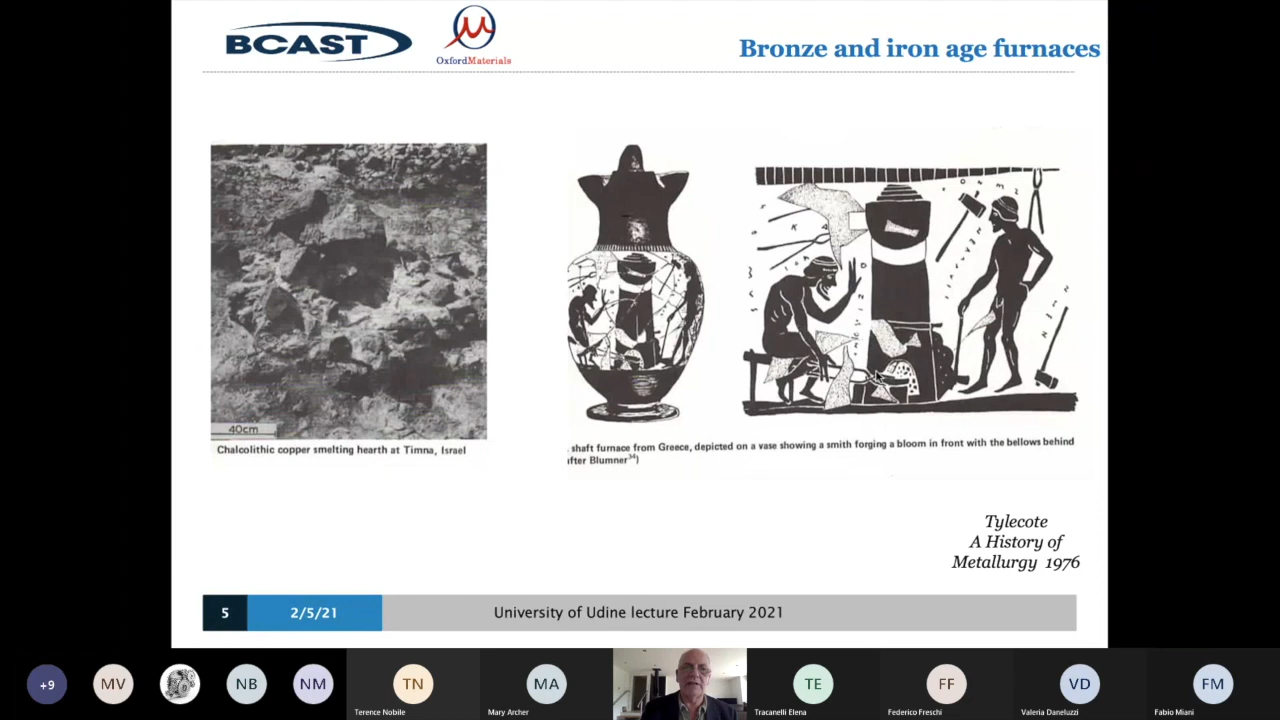 BCAST
OxfordMaterials
Bronze and iron age furnaces
40cm
Chalcolithic copper smelting hearth at Timna, Israel
shaft furnace from Greece, depicted on a vase showing a smith forging a bloom in front with the bellows behind
after Blumner34)
Tylecote
A History of
Metallurgy 1976
5
2/5/21
University of Udine lecture February 2021
+9
MV
NB
NM
TN
Terence Nobile
MA
Mary Archer
TE
Tracanelli Elena
FF
Federico Freschi
VD
Valeria Daneluzzi
FM
Fabio Miani